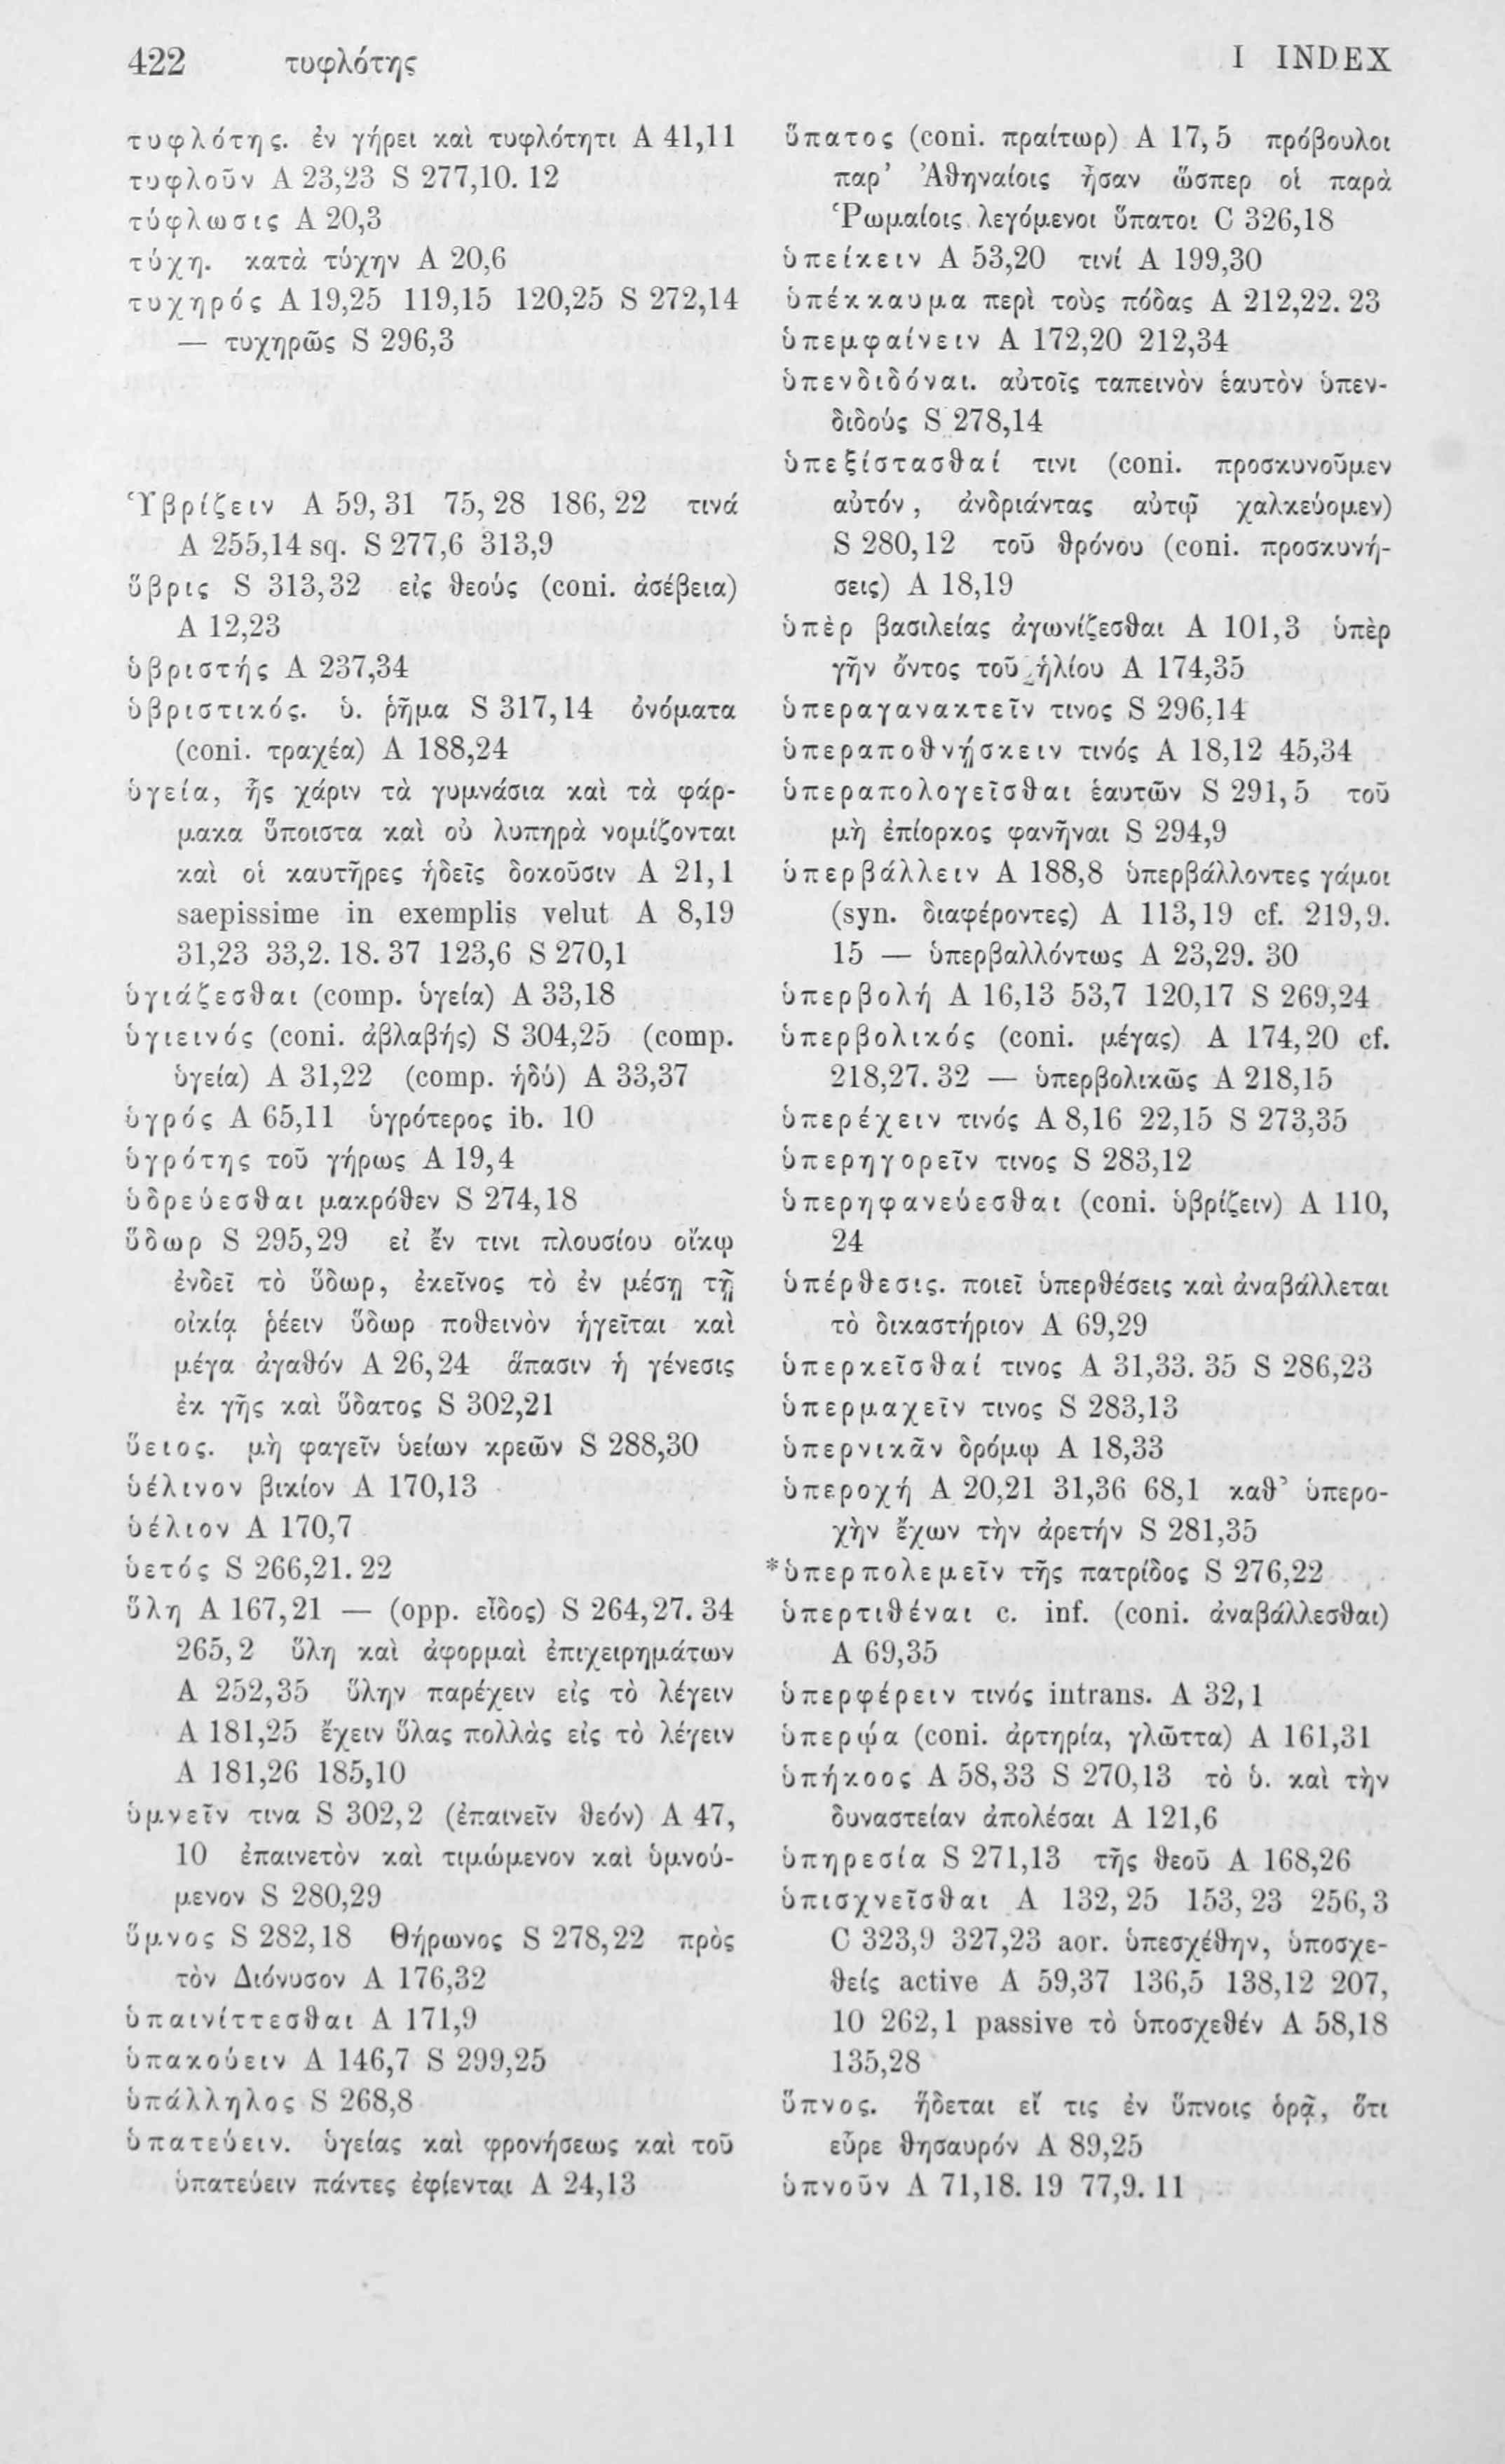 422 τυφλότης I INDEX
τυφλότης. ἐν γήρει καὶ τυφλότητι A 41,11
τυφλοῦν A 23,23 S 277,10. 12
τύφλωσις A 20,3
τύχη. κατὰ τύχην A 20,6
τυχηρός A 19,25 119,15 120,25 S 272,14
— τυχηρῶς S 296,3
Ὑβρίζειν A 59,31 75,28 186,22 τινά
A 255,14 sq. S 277,6 313,9
ὕβρις S 313,32 εἰς θεούς (coni. ἀσέβεια)
A 12,23
ὑβριστής A 237,34
ὑβριστικός. ὑ. ῥῆμα S 317,14 ὀνόματα
(coni. τραχέα) A 188,24
ὑγεία, ἧς χάριν τὰ γυμνάσια καὶ τὰ φάρ-
μακα ὕποιστα καὶ οὐ λυπηρὰ νομίζονται
καὶ οἱ καυτῆρες ἡδεῖς δοκοῦσιν A 21,1
saepissime in exemplis velut A 8,19
31,23 33,2. 18. 37 123,6 S 270,1
ὑγιάζεσθαι (comp. ὑγεία) A 33,18
ὑγιεινός (coni. ἀβλαβής) S 304,25 (comp.
ὑγεία) A 31,22 (comp. ἡδύ) A 33,37
ὑγρός A 65,11 ὑγρότερος ib. 10
ὑγρότης τοῦ γήρως A 19,4
ὑδρεύεσθαι μακρόθεν S 274,18
ὕδωρ S 295,29 εἰ ἔν τινι πλουσίου οἴκῳ
ἐνδεῖ τὸ ὕδωρ, ἐκεῖνος τὸ ἐν μέσῃ τῇ
οἰκίᾳ ῥέειν ὕδωρ ποθεινὸν ἡγεῖται καὶ
μέγα ἀγαθόν A 26,24 ἅπασιν ἡ γένεσις
ἐκ γῆς καὶ ὕδατος S 302,21
ὕειος. μὴ φαγεῖν ὑείων κρεῶν S 288,30
ὑέλινον βικίον A 170,13
ὑέλιον A 170,7
ὑετός S 266,21. 22
ὕλη A 167,21 — (opp. εἶδος) S 264,27. 34
265,2 ὕλη καὶ ἀφορμαὶ ἐπιχειρημάτων
A 252,35 ὕλην παρέχειν εἰς τὸ λέγειν
A 181,25 ἔχειν ὕλας πολλὰς εἰς τὸ λέγειν
A 181,26 185,10
ὑμνεῖν τινα S 302,2 (ἐπαινεῖν θεόν) A 47,
10 ἐπαινετὸν καὶ τιμώμενον καὶ ὑμνού-
μενον S 280,29
ὕμνος S 282,18 Θήρωνος S 278,22 πρὸς
τὸν Διόνυσον A 176,32
ὑπαινίττεσθαι A 171,9
ὑπακούειν A 146,7 S 299,25
ὑπάλληλος S 268,8
ὑπατεύειν. ὑγείας καὶ φρονήσεως καὶ τοῦ
ὑπατεύειν πάντες ἐφίενται A 24,13
ὕπατος (coni. πραίτωρ) A 17,5 πρόβουλοι
παρ’ Ἀθηναίοις ἦσαν ὥσπερ οἱ παρὰ
Ῥωμαίοις λεγόμενοι ὕπατοι C 326,18
ὑπείκειν A 53,20 τινί A 199,30
ὑπέκκαυμα περὶ τοὺς πόδας A 212,22. 23
ὑπεμφαίνειν A 172,20 212,34
ὑπενδιδόναι. αὐτοῖς ταπεινὸν ἑαυτὸν ὑπεν-
διδούς S 278,14
ὑπεξίστασθαί τινι (coni. προσκυνοῦμεν
αὐτόν, ἀνδριάντας αὐτῷ χαλκεύομεν)
S 280,12 τοῦ θρόνου (coni. προσκυνή-
σεις) A 18,19
ὑπὲρ βασιλείας ἀγωνίζεσθαι A 101,3 ὑπὲρ
γῆν ὄντος τοῦ ἡλίου A 174,35
ὑπεραγανακτεῖν τινος S 296,14
ὑπεραποθνῄσκειν τινός A 18,12 45,34
ὑπεραπολογεῖσθαι ἑαυτῶν S 291,5 τοῦ
μὴ ἐπίορκος φανῆναι S 294,9
ὑπερβάλλειν A 188,8 ὑπερβάλλοντες γάμοι
(syn. διαφέροντες) A 113,19 cf. 219,9.
15 — ὑπερβαλλόντως A 23,29. 30
ὑπερβολή A 16,13 53,7 120,17 S 269,24
ὑπερβολικός (coni. μέγας) A 174,20 cf.
218,27. 32 — ὑπερβολικῶς A 218,15
ὑπερέχειν τινός A 8,16 22,15 S 273,35
ὑπερηγορεῖν τινος S 283,12
ὑπερηφανεύεσθαι (coni. ὑβρίζειν) A 110,
24
ὑπέρθεσις. ποιεῖ ὑπερθέσεις καὶ ἀναβάλλεται
τὸ δικαστήριον A 69,29
ὑπερκεῖσθαί τινος A 31,33. 35 S 286,23
ὑπερμαχεῖν τινος S 283,13
ὑπερνικᾶν δρόμῳ A 18,33
ὑπεροχή A 20,21 31,36 68,1 καθ’ ὑπερο-
χὴν ἔχων τὴν ἀρετήν S 281,35
*ὑπερπολεμεῖν τῆς πατρίδος S 276,22
ὑπερτιθέναι c. inf. (coni. ἀναβάλλεσθαι)
A 69,35
ὑπερφέρειν τινός intrans. A 32,1
ὑπερῴα (coni. ἀρτηρία, γλῶττα) A 161,31
ὑπήκοος A 58,33 S 270,13 τὸ ὑ. καὶ τὴν
δυναστείαν ἀπολέσαι A 121,6
ὑπηρεσία S 271,13 τῆς θεοῦ A 168,26
ὑπισχνεῖσθαι A 132,25 153,23 256,3
C 323,9 327,23 aor. ὑπεσχέθην, ὑποσχε-
θείς active A 59,37 136,5 138,12 207,
10 262,1 passive τὸ ὑποσχεθέν A 58,18
135,28
ὕπνος. ἥδεται εἴ τις ἐν ὕπνοις ὁρᾷ, ὅτι
εὗρε θησαυρόν A 89,25
ὑπνοῦν A 71,18. 19 77,9. 11